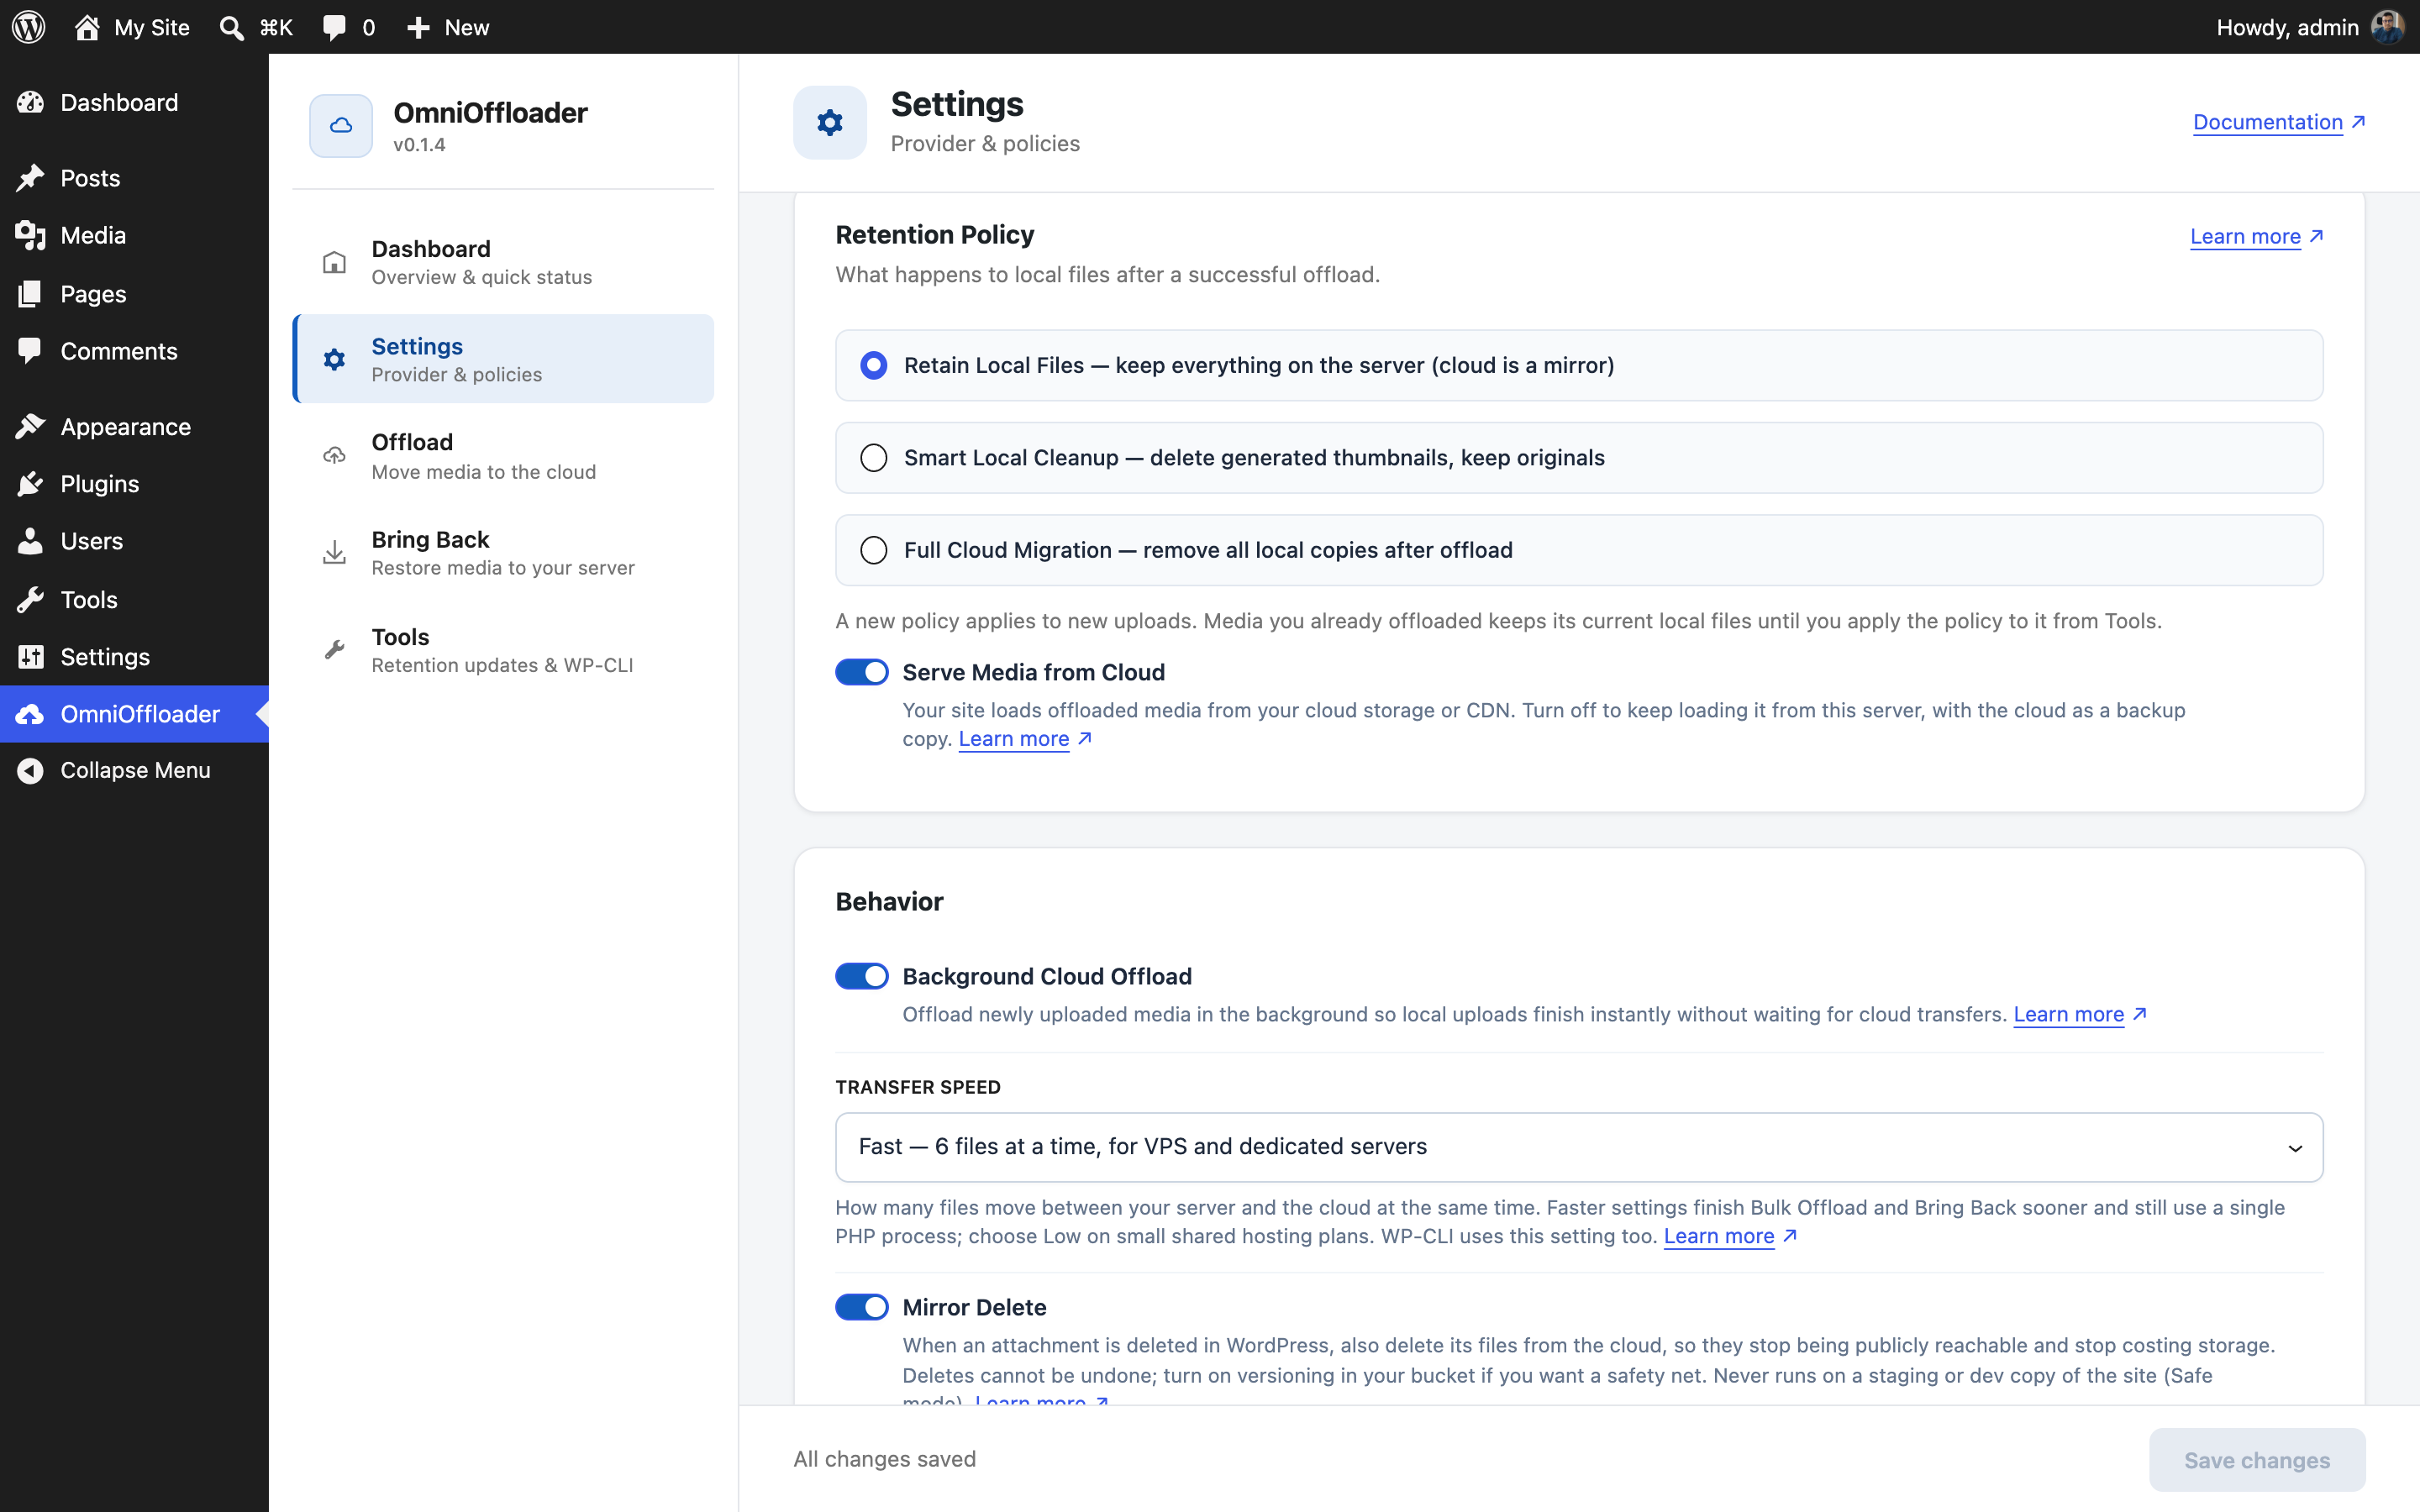 My Site
⌘K
0
New
Howdy, admin
Dashboard
Posts
Media
Pages
Comments
Appearance
Plugins
Users
Tools
Settings
OmniOffloader
Collapse Menu
OmniOffloader
v0.1.4
Dashboard
Overview & quick status
Settings
Provider & policies
Offload
Move media to the cloud
Bring Back
Restore media to your server
Tools
Retention updates & WP-CLI
Settings
Provider & policies
Documentation ↗
Retention Policy
Learn more ↗
What happens to local files after a successful offload.
Retain Local Files — keep everything on the server (cloud is a mirror)
Smart Local Cleanup — delete generated thumbnails, keep originals
Full Cloud Migration — remove all local copies after offload
A new policy applies to new uploads. Media you already offloaded keeps its current local files until you apply the policy to it from Tools.
Serve Media from Cloud
Your site loads offloaded media from your cloud storage or CDN. Turn off to keep loading it from this server, with the cloud as a backup
copy. Learn more ↗
Behavior
Background Cloud Offload
Offload newly uploaded media in the background so local uploads finish instantly without waiting for cloud transfers. Learn more ↗
TRANSFER SPEED
Fast — 6 files at a time, for VPS and dedicated servers
How many files move between your server and the cloud at the same time. Faster settings finish Bulk Offload and Bring Back sooner and still use a single
PHP process; choose Low on small shared hosting plans. WP-CLI uses this setting too. Learn more ↗
Mirror Delete
When an attachment is deleted in WordPress, also delete its files from the cloud, so they stop being publicly reachable and stop costing storage.
Deletes cannot be undone; turn on versioning in your bucket if you want a safety net. Never runs on a staging or dev copy of the site (Safe
mode). Learn more ↗
All changes saved
Save changes